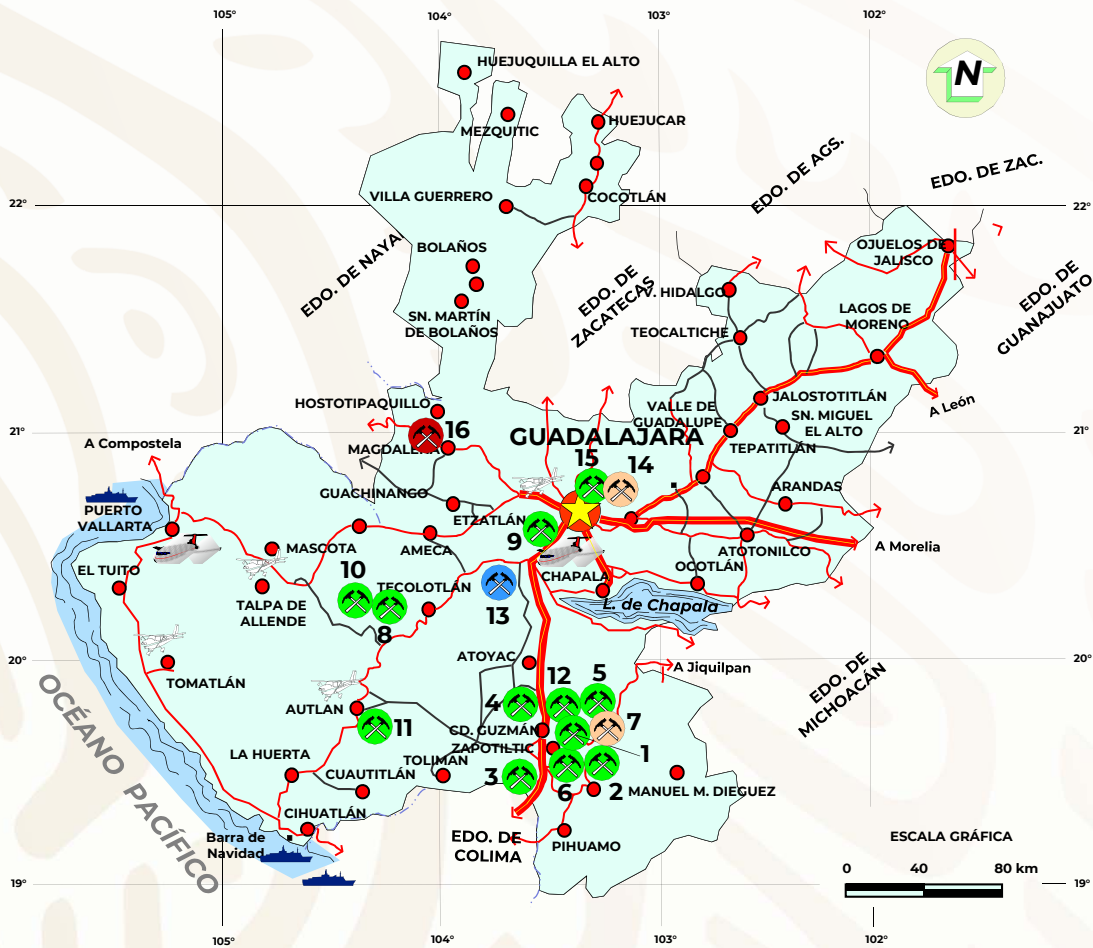 105°
104°
103°
102°
N
HUEJUQUILLA EL ALTO
MEZQUITIC
HUEJUCAR
EDO. DE AGS.
EDO. DE ZAC.
VILLA GUERRERO
COCOTLÁN
22°
22°
EDO. DE NAYA
BOLAÑOS
SN. MARTÍN
DE BOLAÑOS
EDO. DE
ZACATECAS
OJUELOS DE
JALISCO
EDO. DE
GUANAJUATO
V. HIDALGO
TEOCALTICHE
LAGOS DE
MORENO
HOSTOTIPAQUILLO
16
MAGDALENA
VALLE DE
GUADALUPE
JALOSTOTITLÁN
SN. MIGUEL
EL ALTO
A León
21°
21°
A Compostela
GUADALAJARA
TEPATITLÁN
15
14
GUACHINANGO
ARANDAS
PUERTO
VALLARTA
ETZATLÁN
9
MASCOTA
AMECA
ATOTONILCO
A Morelia
EL TUITO
10
TECOLOTLÁN
CHAPALA
OCOTLÁN
TALPA DE
ALLENDE
8
13
L. de Chapala
20°
20°
ATOYAC
A Jiquilpan
TOMATLÁN
EDO. DE
MICHOACÁN
12
5
4
AUTLAN
11
CD. GUZMÁN
7
ZAPOTILTIC
1
LA HUERTA
TOLIMAN
CUAUTITLÁN
3
6
2
MANUEL M. DIEGUEZ
OCÉANO PACÍFICO
CIHUATLÁN
Barra de
Navidad
EDO. DE
COLIMA
PIHUAMO
ESCALA GRÁFICA
0
40
80 km
19°
19°
105°
104°
103°
102°